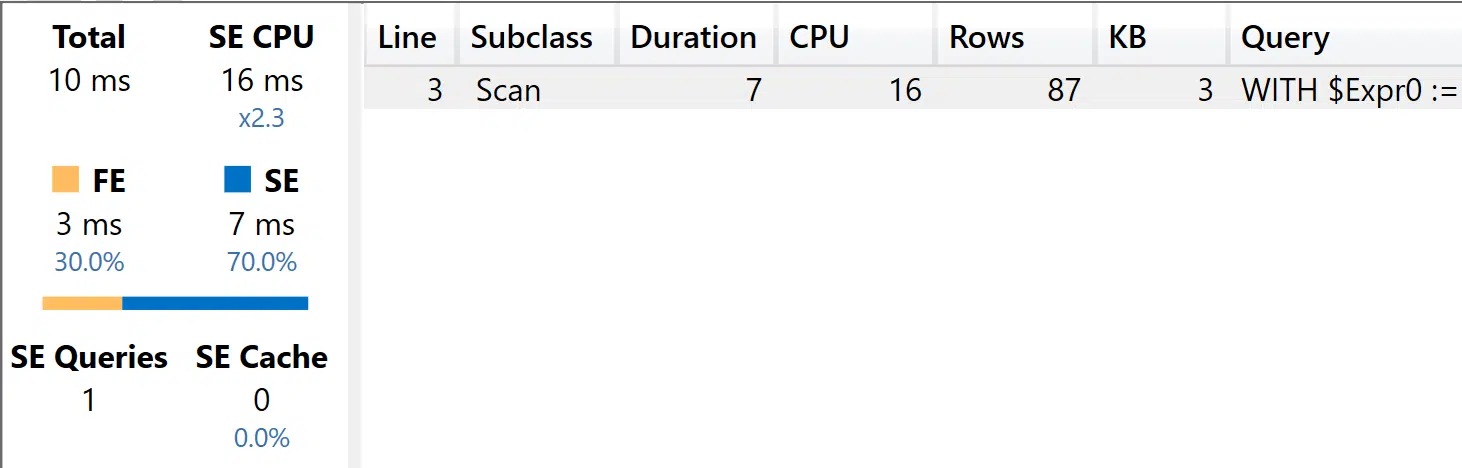 Total SE CPU
10 ms 16 ms
x2.3
FE SE
3 ms 7 ms
30.0% 70.0%
SE Queries SE Cache
1 0
0.0%
Line Subclass Duration CPU Rows KB Query
3 Scan 7 16 87 3 WITH $Expr0 :=